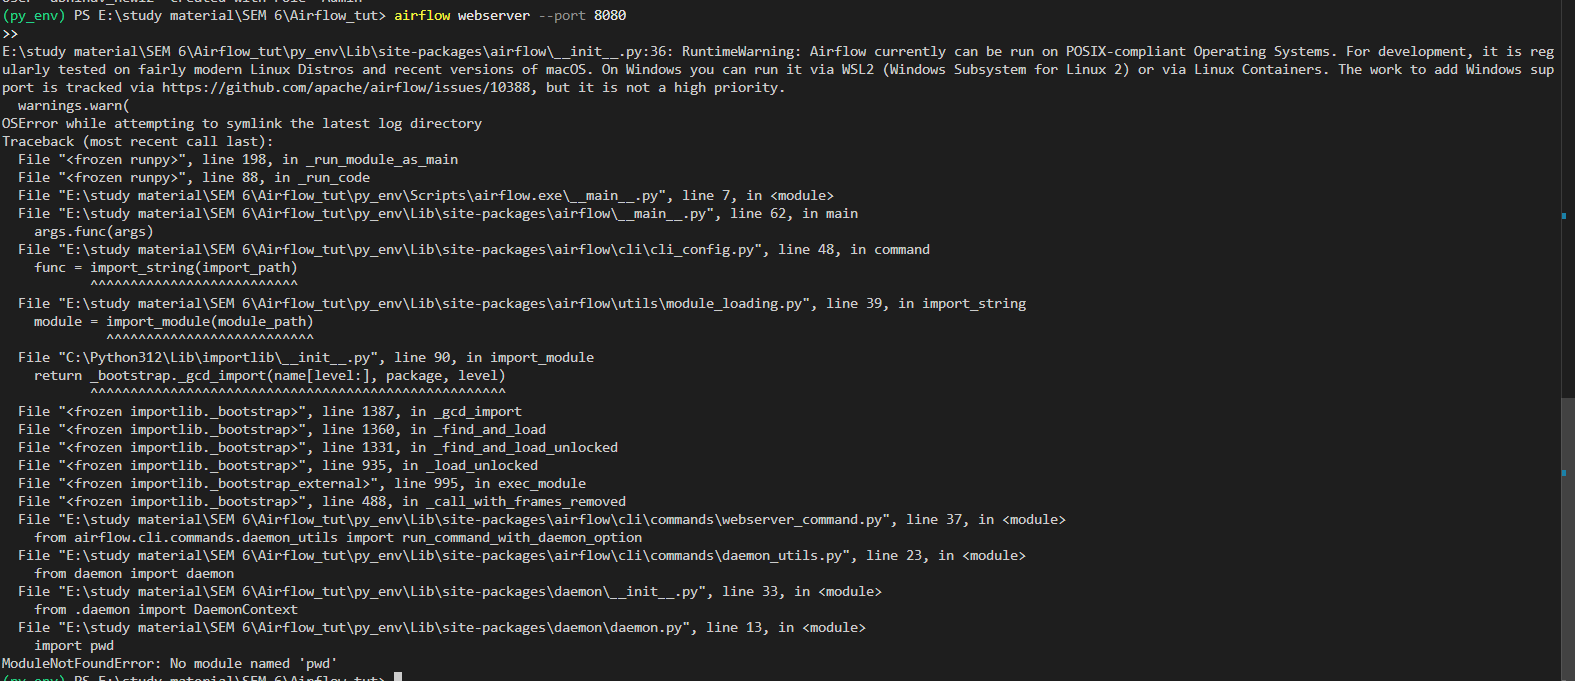 (py_env) PS E:\study material\SEM 6\Airflow_tut> airflow webserver --port 8080
>>
E:\study material\SEM 6\Airflow_tut\py_env\Lib\site-packages\airflow\__init__.py:36: RuntimeWarning: Airflow currently can be run on POSIX-compliant Operating Systems. For development, it is reg
ularly tested on fairly modern Linux Distros and recent versions of macOS. On Windows you can run it via WSL2 (Windows Subsystem for Linux 2) or via Linux Containers. The work to add Windows sup
port is tracked via https://github.com/apache/airflow/issues/10388, but it is not a high priority.
  warnings.warn(
OSError while attempting to symlink the latest log directory
Traceback (most recent call last):
  File "<frozen runpy>", line 198, in _run_module_as_main
  File "<frozen runpy>", line 88, in _run_code
  File "E:\study material\SEM 6\Airflow_tut\py_env\Scripts\airflow.exe\__main__.py", line 7, in <module>
  File "E:\study material\SEM 6\Airflow_tut\py_env\Lib\site-packages\airflow\__main__.py", line 62, in main
    args.func(args)
  File "E:\study material\SEM 6\Airflow_tut\py_env\Lib\site-packages\airflow\cli\cli_config.py", line 48, in command
    func = import_string(import_path)
           ^^^^^^^^^^^^^^^^^^^^^^^^^^
  File "E:\study material\SEM 6\Airflow_tut\py_env\Lib\site-packages\airflow\utils\module_loading.py", line 39, in import_string
    module = import_module(module_path)
             ^^^^^^^^^^^^^^^^^^^^^^^^^^
  File "C:\Python312\Lib\importlib\__init__.py", line 90, in import_module
    return _bootstrap._gcd_import(name[level:], package, level)
           ^^^^^^^^^^^^^^^^^^^^^^^^^^^^^^^^^^^^^^^^^^^^^^^^^^^^
  File "<frozen importlib._bootstrap>", line 1387, in _gcd_import
  File "<frozen importlib._bootstrap>", line 1360, in _find_and_load
  File "<frozen importlib._bootstrap>", line 1331, in _find_and_load_unlocked
  File "<frozen importlib._bootstrap>", line 935, in _load_unlocked
  File "<frozen importlib._bootstrap_external>", line 995, in exec_module
  File "<frozen importlib._bootstrap>", line 488, in _call_with_frames_removed
  File "E:\study material\SEM 6\Airflow_tut\py_env\Lib\site-packages\airflow\cli\commands\webserver_command.py", line 37, in <module>
    from airflow.cli.commands.daemon_utils import run_command_with_daemon_option
  File "E:\study material\SEM 6\Airflow_tut\py_env\Lib\site-packages\airflow\cli\commands\daemon_utils.py", line 23, in <module>
    from daemon import daemon
  File "E:\study material\SEM 6\Airflow_tut\py_env\Lib\site-packages\daemon\__init__.py", line 33, in <module>
    from .daemon import DaemonContext
  File "E:\study material\SEM 6\Airflow_tut\py_env\Lib\site-packages\daemon\daemon.py", line 13, in <module>
    import pwd
ModuleNotFoundError: No module named 'pwd'
(py_env) PS E:\study material\SEM 6\Airflow_tut>